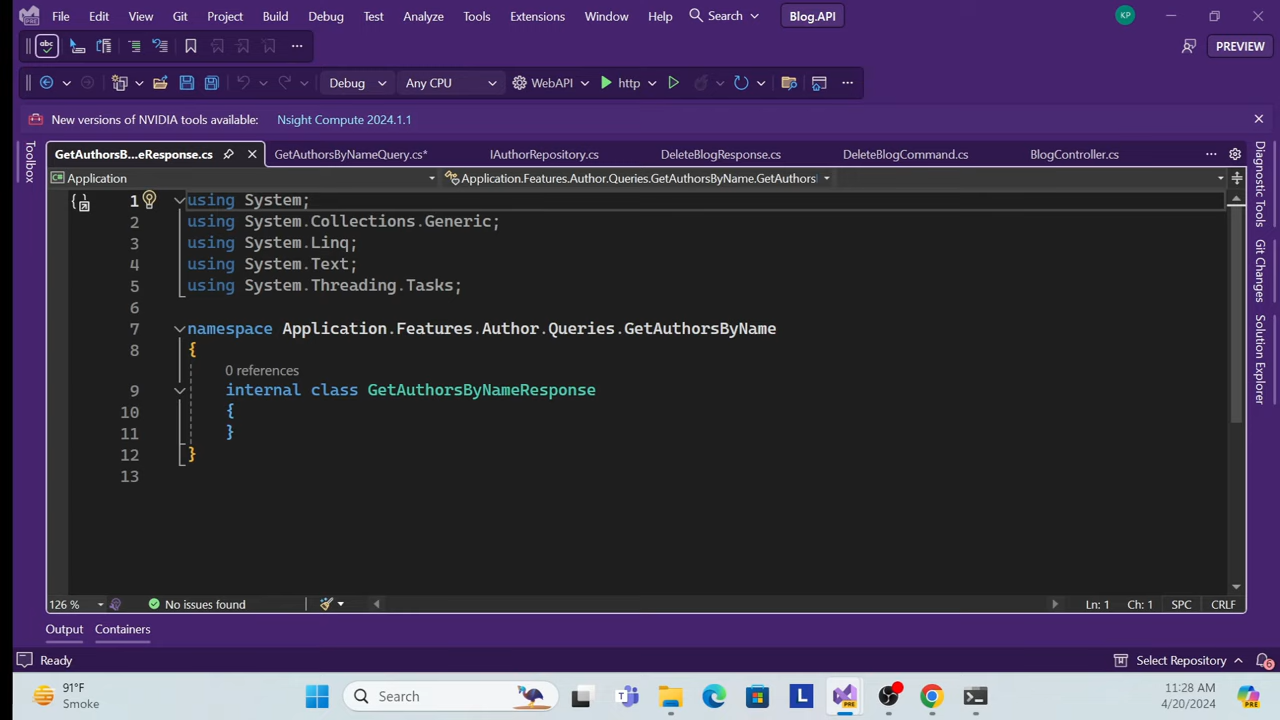 File Edit View Git Project Build Debug Test Analyze Tools Extensions Window Help Search Blog.API KP
abc PREVIEW
Debug Any CPU WebAPI http
New versions of NVIDIA tools available: Nsight Compute 2024.1.1
Toolbox
GetAuthorsB...eResponse.cs GetAuthorsByNameQuery.cs* IAuthorRepository.cs DeleteBlogResponse.cs DeleteBlogCommand.cs BlogController.cs
Application Application.Features.Author.Queries.GetAuthorsByName.GetAuthors
Diagnostic Tools
Git Changes
Solution Explorer
1 using System;
2 using System.Collections.Generic;
3 using System.Linq;
4 using System.Text;
5 using System.Threading.Tasks;
6
7 namespace Application.Features.Author.Queries.GetAuthorsByName
8 {
0 references
9 internal class GetAuthorsByNameResponse
10 {
11 }
12 }
13
126 % No issues found Ln: 1 Ch: 1 SPC CRLF
Output Containers
Ready Select Repository 6
91°F
Smoke
Search
L
PRE
11:28 AM
4/20/2024
PRE